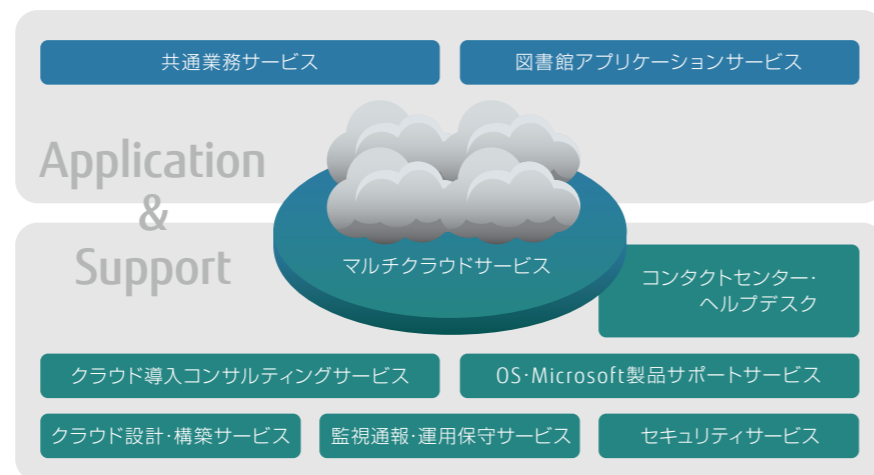 共通業務サービス
図書館アプリケーションサービス
Application
&
Support
マルチクラウドサービス
コンタクトセンター・
ヘルプデスク
クラウド導入コンサルティングサービス
OS・Microsoft製品サポートサービス
クラウド設計・構築サービス
監視通報・運用保守サービス
セキュリティサービス